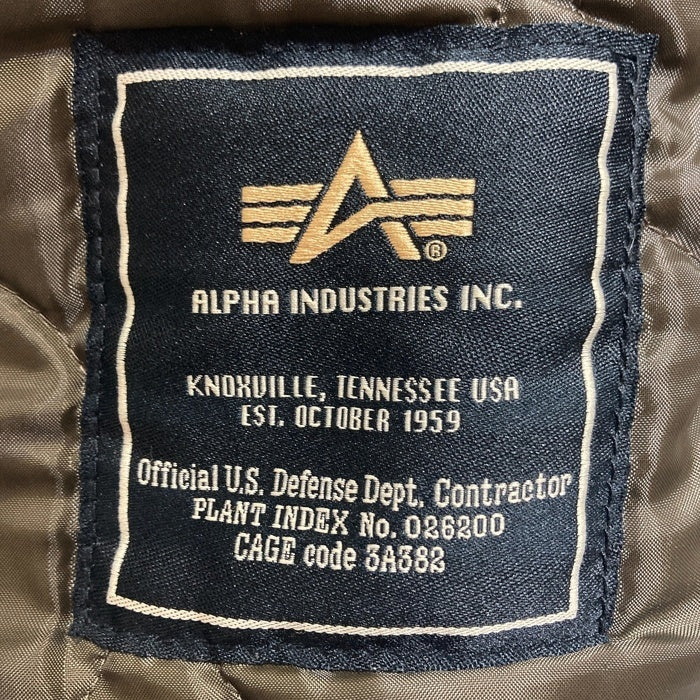 ®
ALPHA INDUSTRIES INC.
KNOXVILLE, TENNESSEE USA
EST. OCTOBER 1959
Official U.S. Defense Dept. Contractor
PLANT INDEX No. 026200
CAGE code 3A382